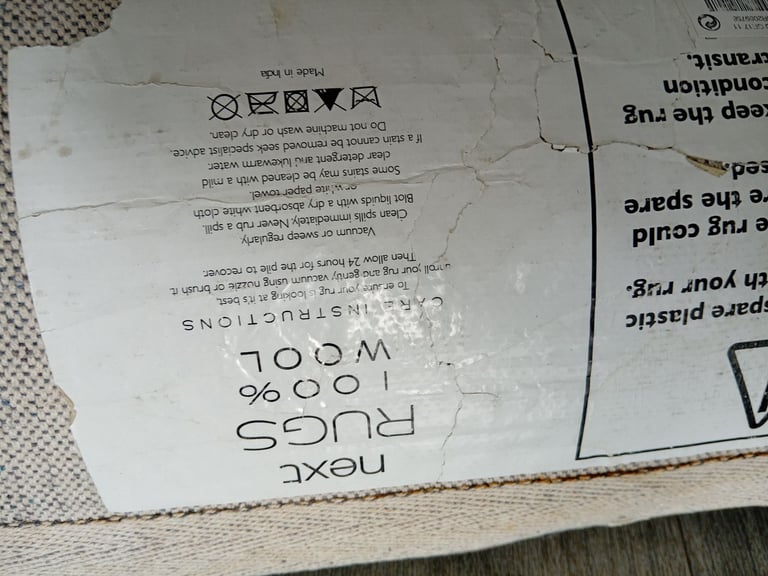 next
RUGS
100%
WOOL
CARE INSTRUCTIONS
To ensure your rug is looking at it's best.
unroll your rug and gently vacuum using nozzle or brush it
Then allow 24 hours for the pile to recover.
Vacuum or sweep regularly
Clean spills immediately. Never rub a spill.
Blot liquids with a dry absorbent white cloth
or white paper towel.
Some stains may be cleaned with a mild
clear detergent and lukewarm water.
If a stain cannot be removed seek specialist advice.
Do not machine wash or dry clean.
Made in India
spare plastic
th your rug.
e rug could
re the spare
sed.
keep the rug
condition
transit.